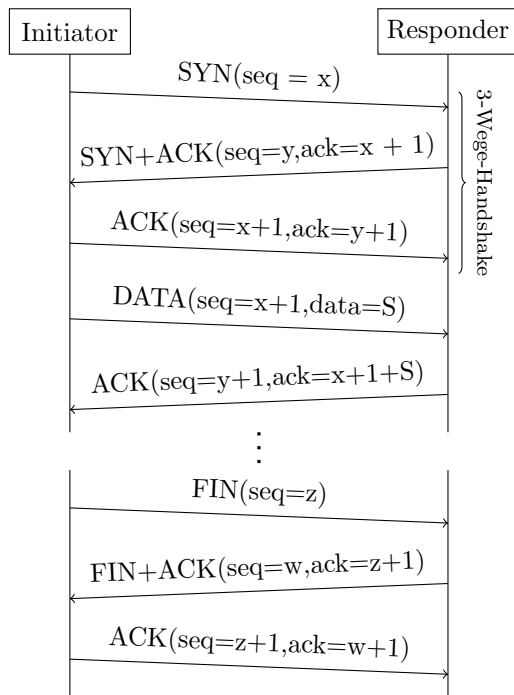 Initiator
Responder
SYN(seq = x)
SYN+ACK(seq=y,ack=x + 1)
ACK(seq=x+1,ack=y+1)
3-Wege-Handshake
DATA(seq=x+1,data=S)
ACK(seq=y+1,ack=x+1+S)
⋮
FIN(seq=z)
FIN+ACK(seq=w,ack=z+1)
ACK(seq=z+1,ack=w+1)